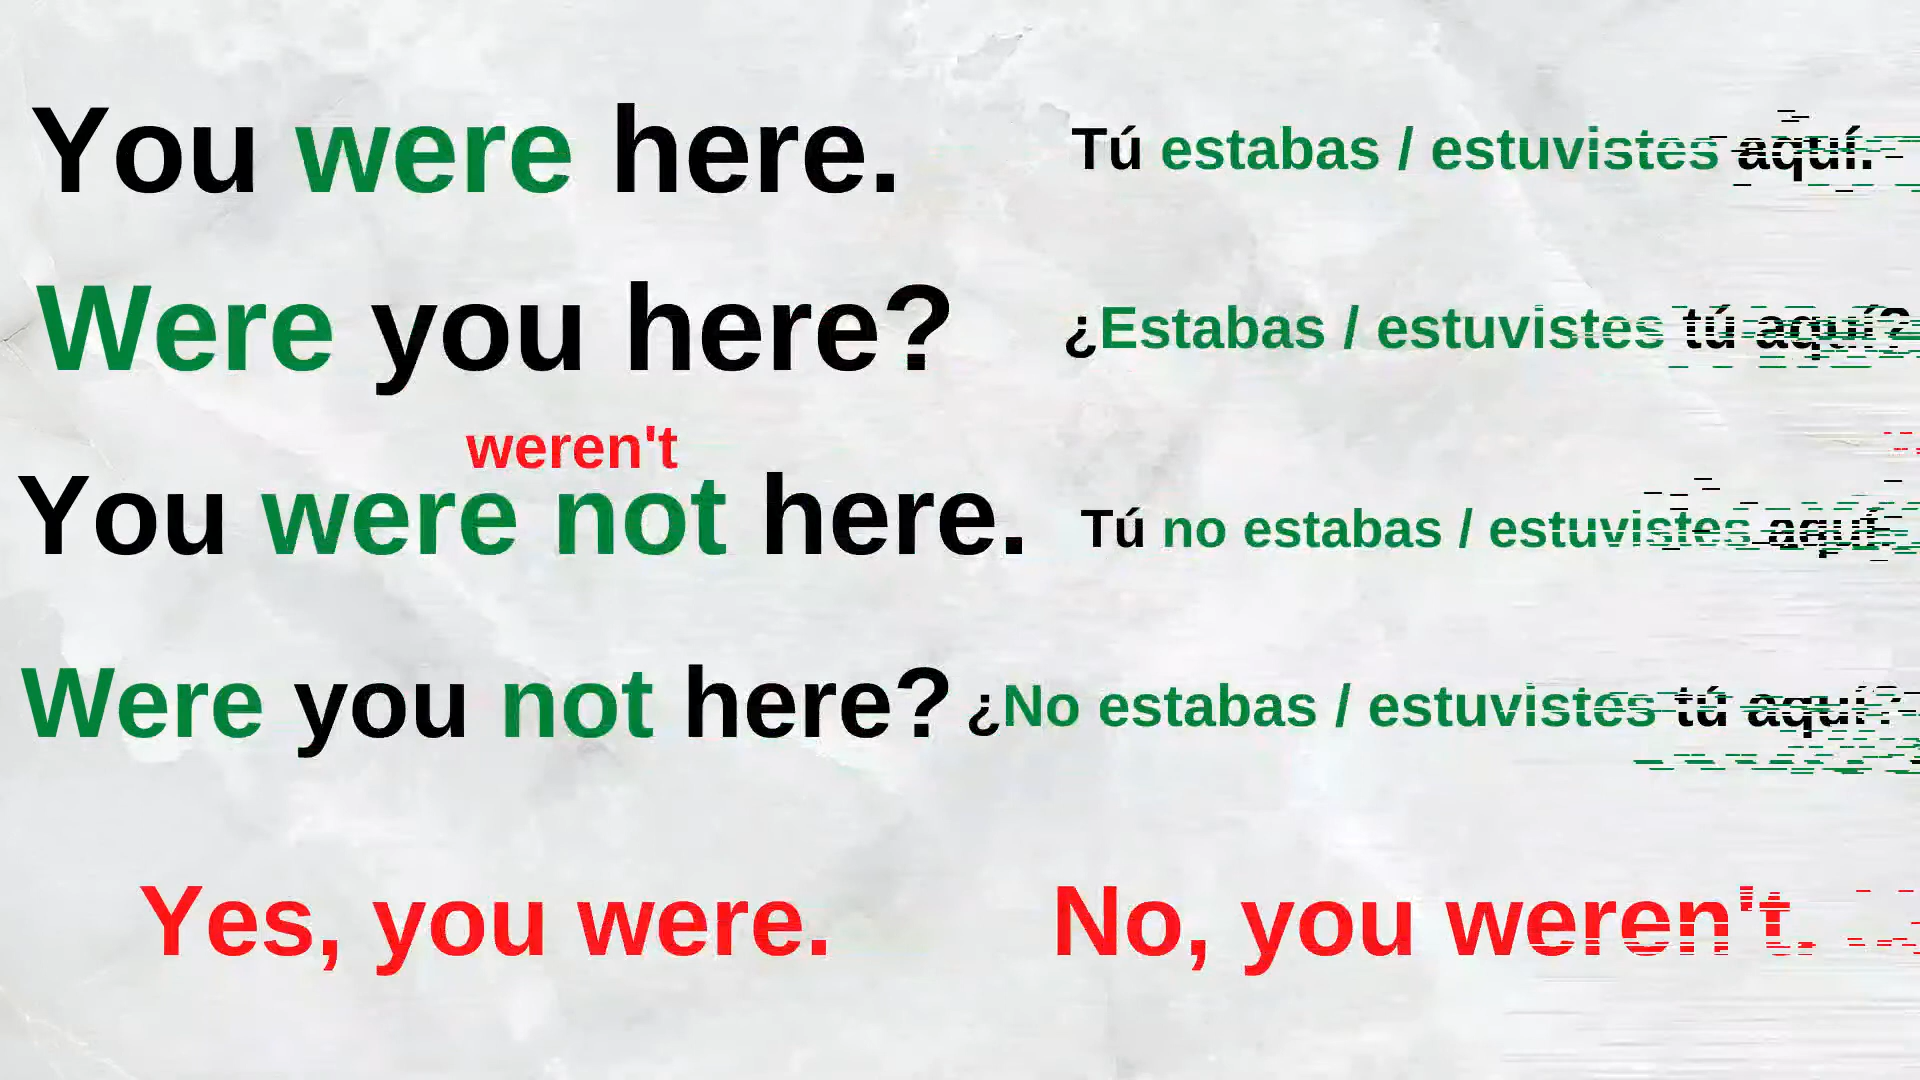 You were here. Tú estabas / estuvistes aquí.
Were you here? ¿Estabas / estuvistes tú aquí?
weren't
You were not here. Tú no estabas / estuvistes aquí.
Were you not here? ¿No estabas / estuvistes tú aquí?
Yes, you were. No, you weren't.